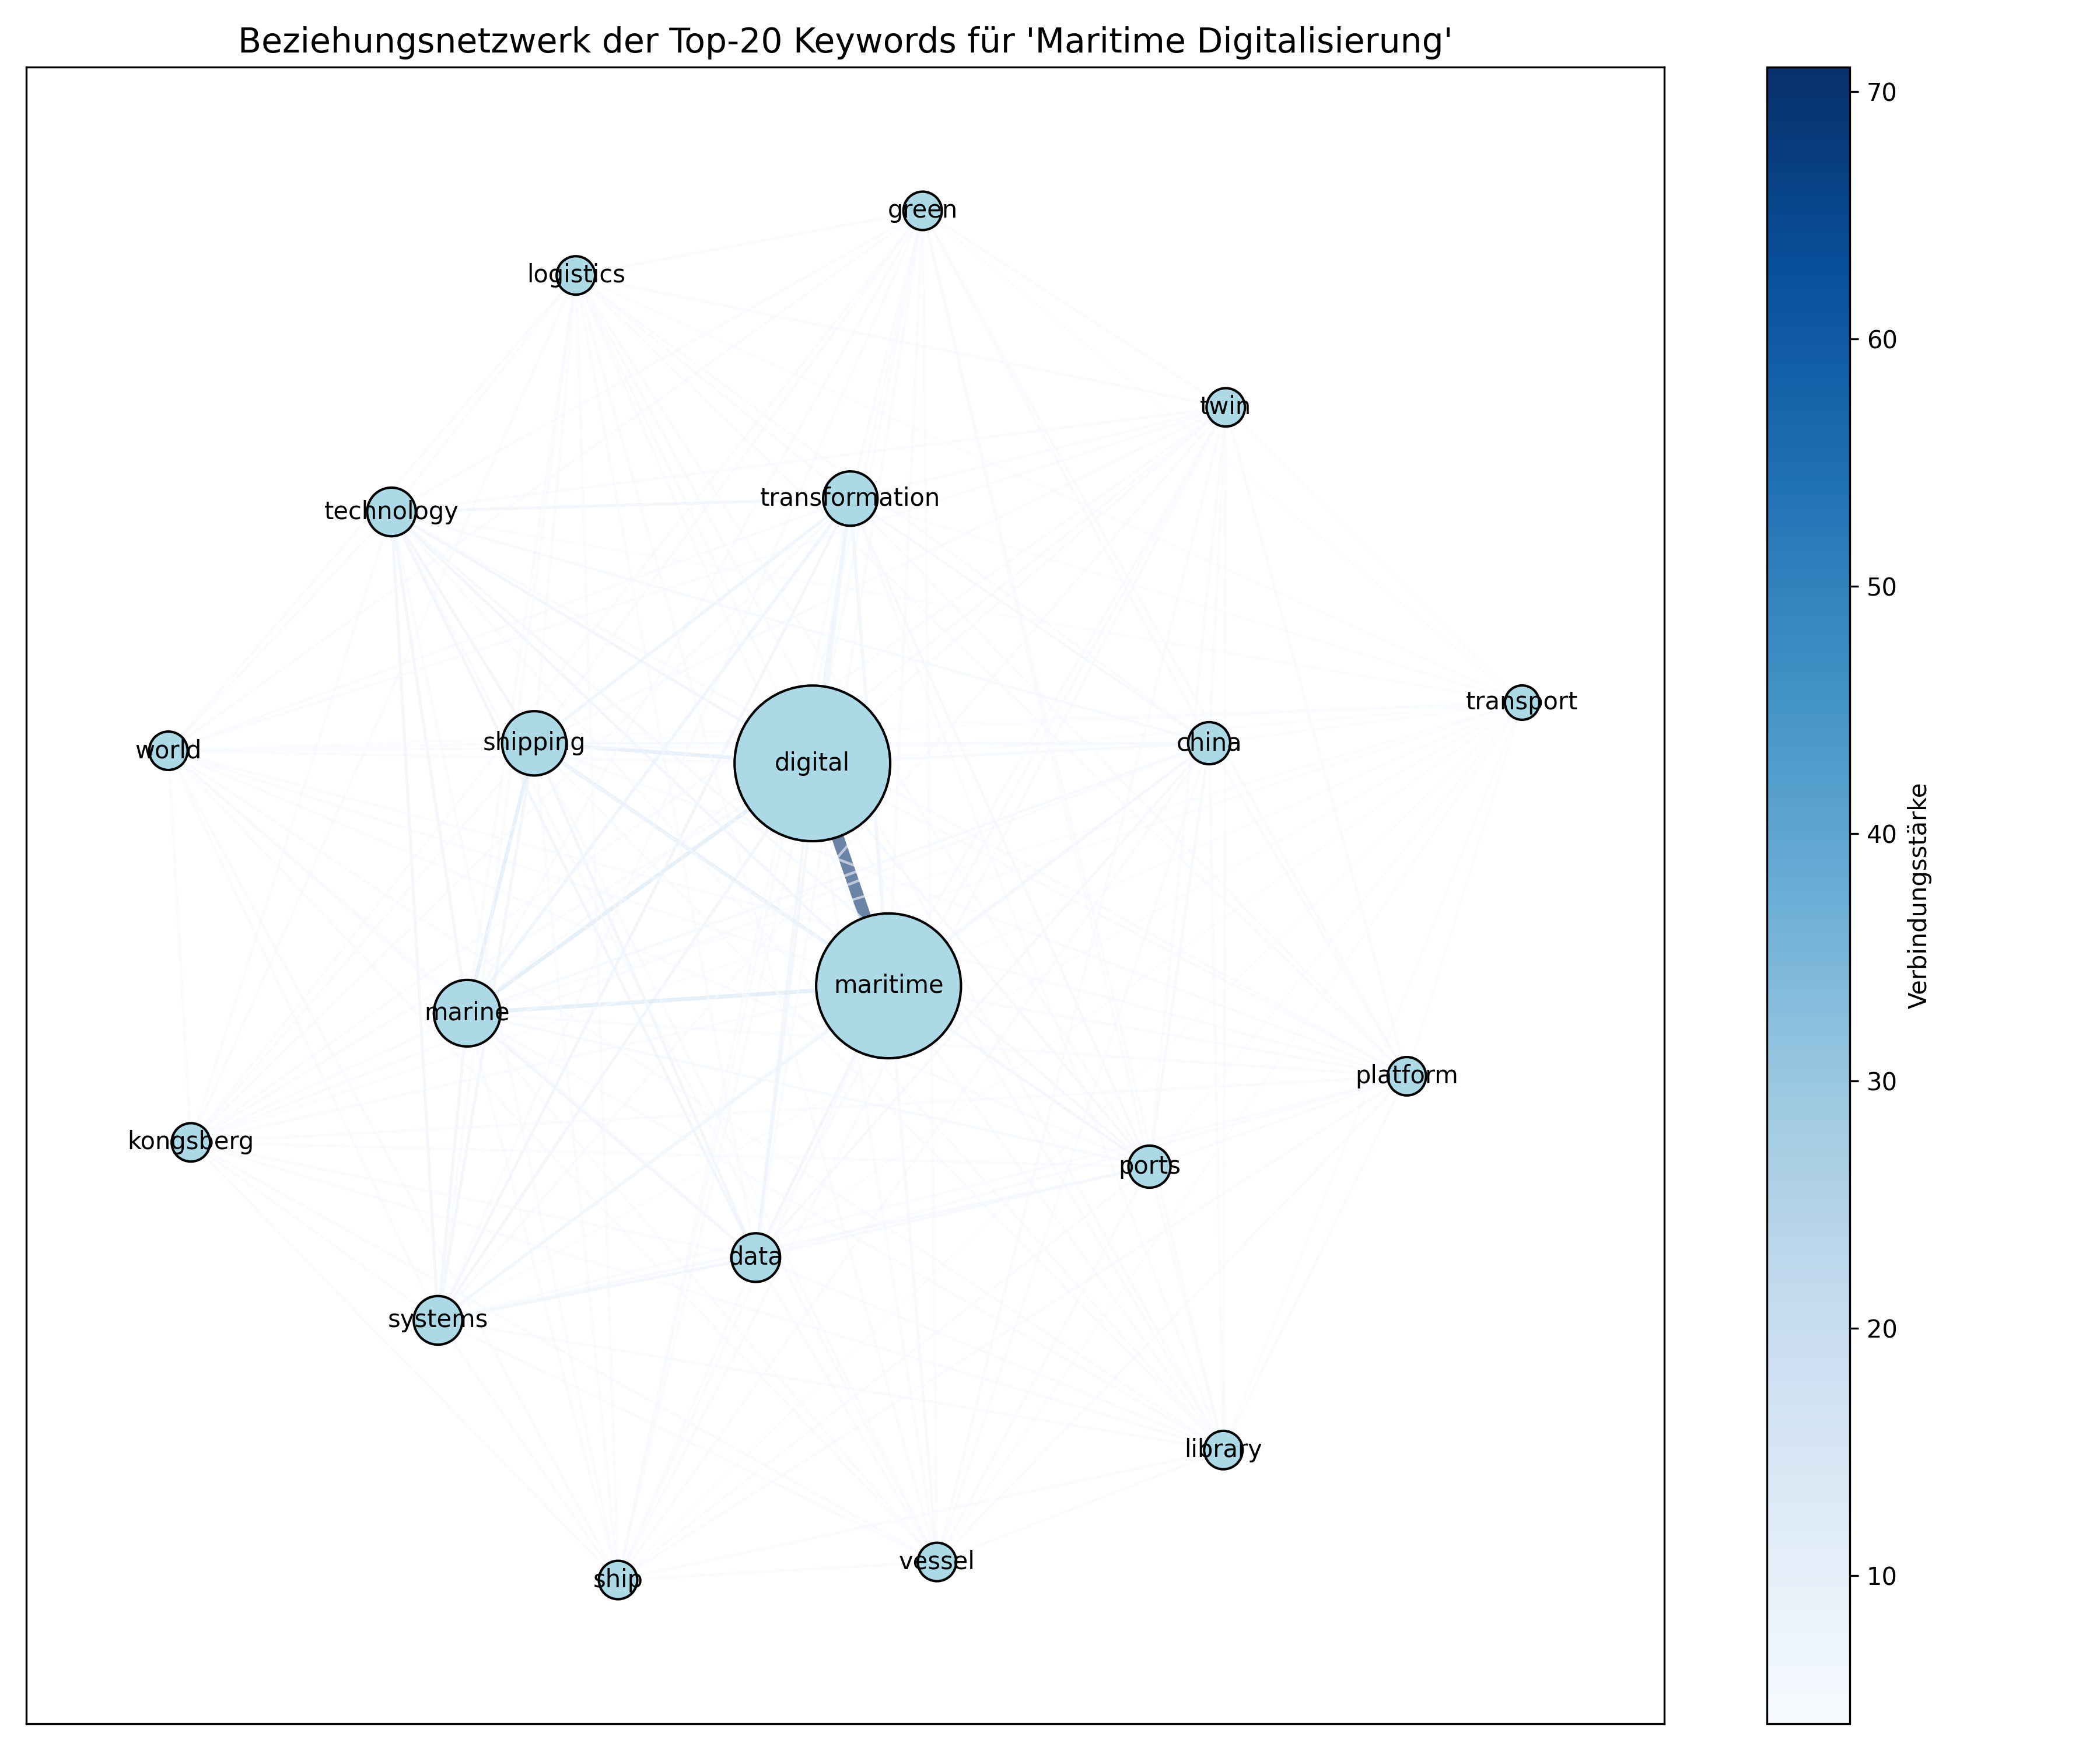 Beziehungsnetzwerk der Top-20 Keywords für 'Maritime Digitalisierung'
green
logistics
twin
technology
transformation
transport
world
shipping
digital
china
marine
maritime
platform
kongsberg
ports
data
systems
library
ship
vessel
70
60
50
40
30
20
10
Verbindungsstärke